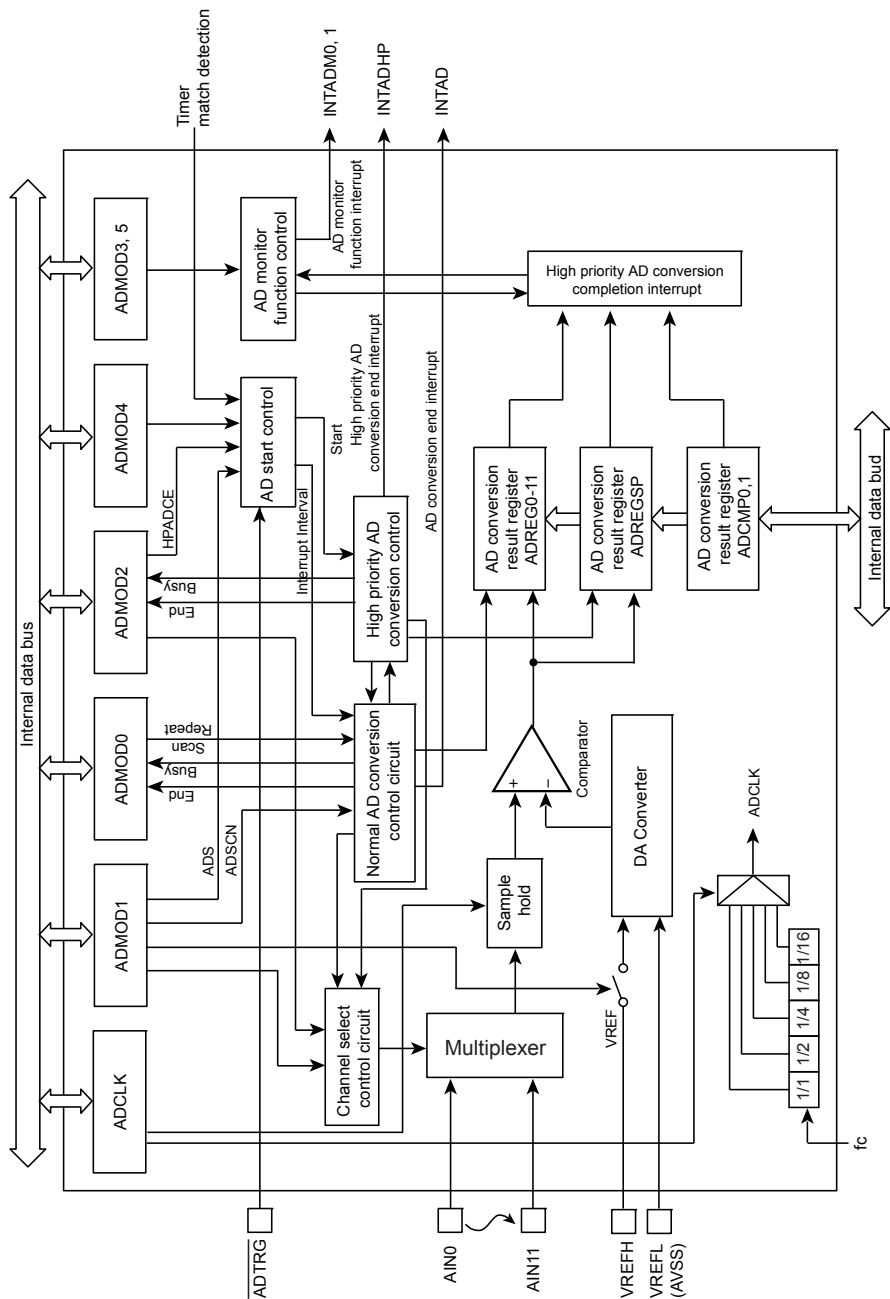 Internal data bus
ADCLK
ADMOD1
ADMOD0
ADMOD2
ADMOD4
ADMOD3, 5
Timer
match detection
ADS
ADSCN
End
Busy
Scan
Repeat
End
Busy
HPADCE
ADTRG
AD start control
AD monitor
function control
INTADM0, 1
AD monitor
function interrupt
Start
Interrupt Interval
Channel select
control circuit
Normal AD conversion
control circuit
High priority AD
conversion control
High priority AD
conversion end interrupt
INTADHP
AD conversion end interrupt
INTAD
AIN0
AIN11
Multiplexer
Sample
hold
+
−
Comparator
AD conversion
result register
ADREG0-11
AD conversion
result register
ADREGSP
AD conversion
result register
ADCMP0,1
High priority AD conversion
completion interrupt
VREF
VREFH
VREFL
(AVSS)
DA Converter
fc
1/1
1/2
1/4
1/8
1/16
ADCLK
Internal data bud